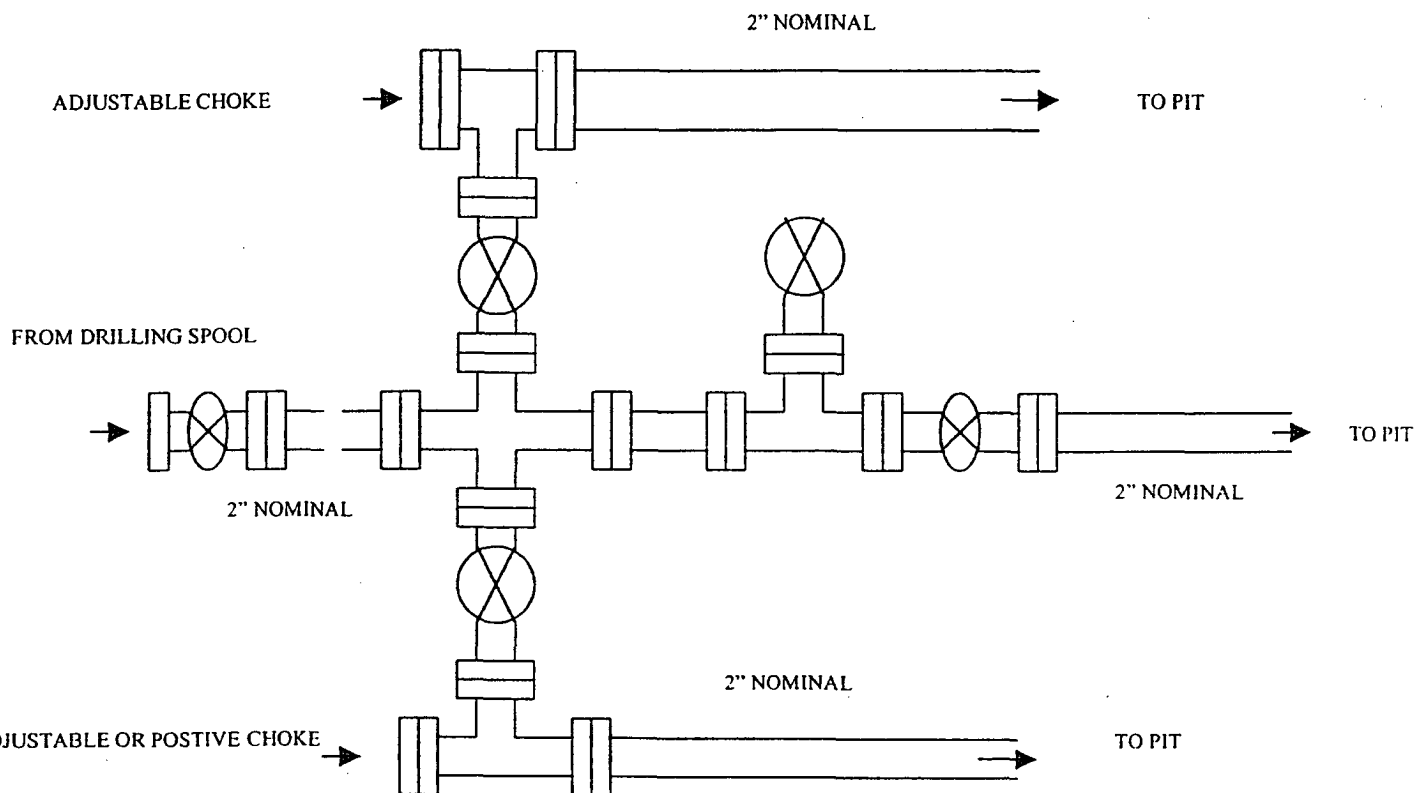 2” NOMINAL
ADJUSTABLE CHOKE
TO PIT
FROM DRILLING SPOOL
TO PIT
2” NOMINAL
2” NOMINAL
2” NOMINAL
DJUSTABLE OR POSTIVE CHOKE
TO PIT